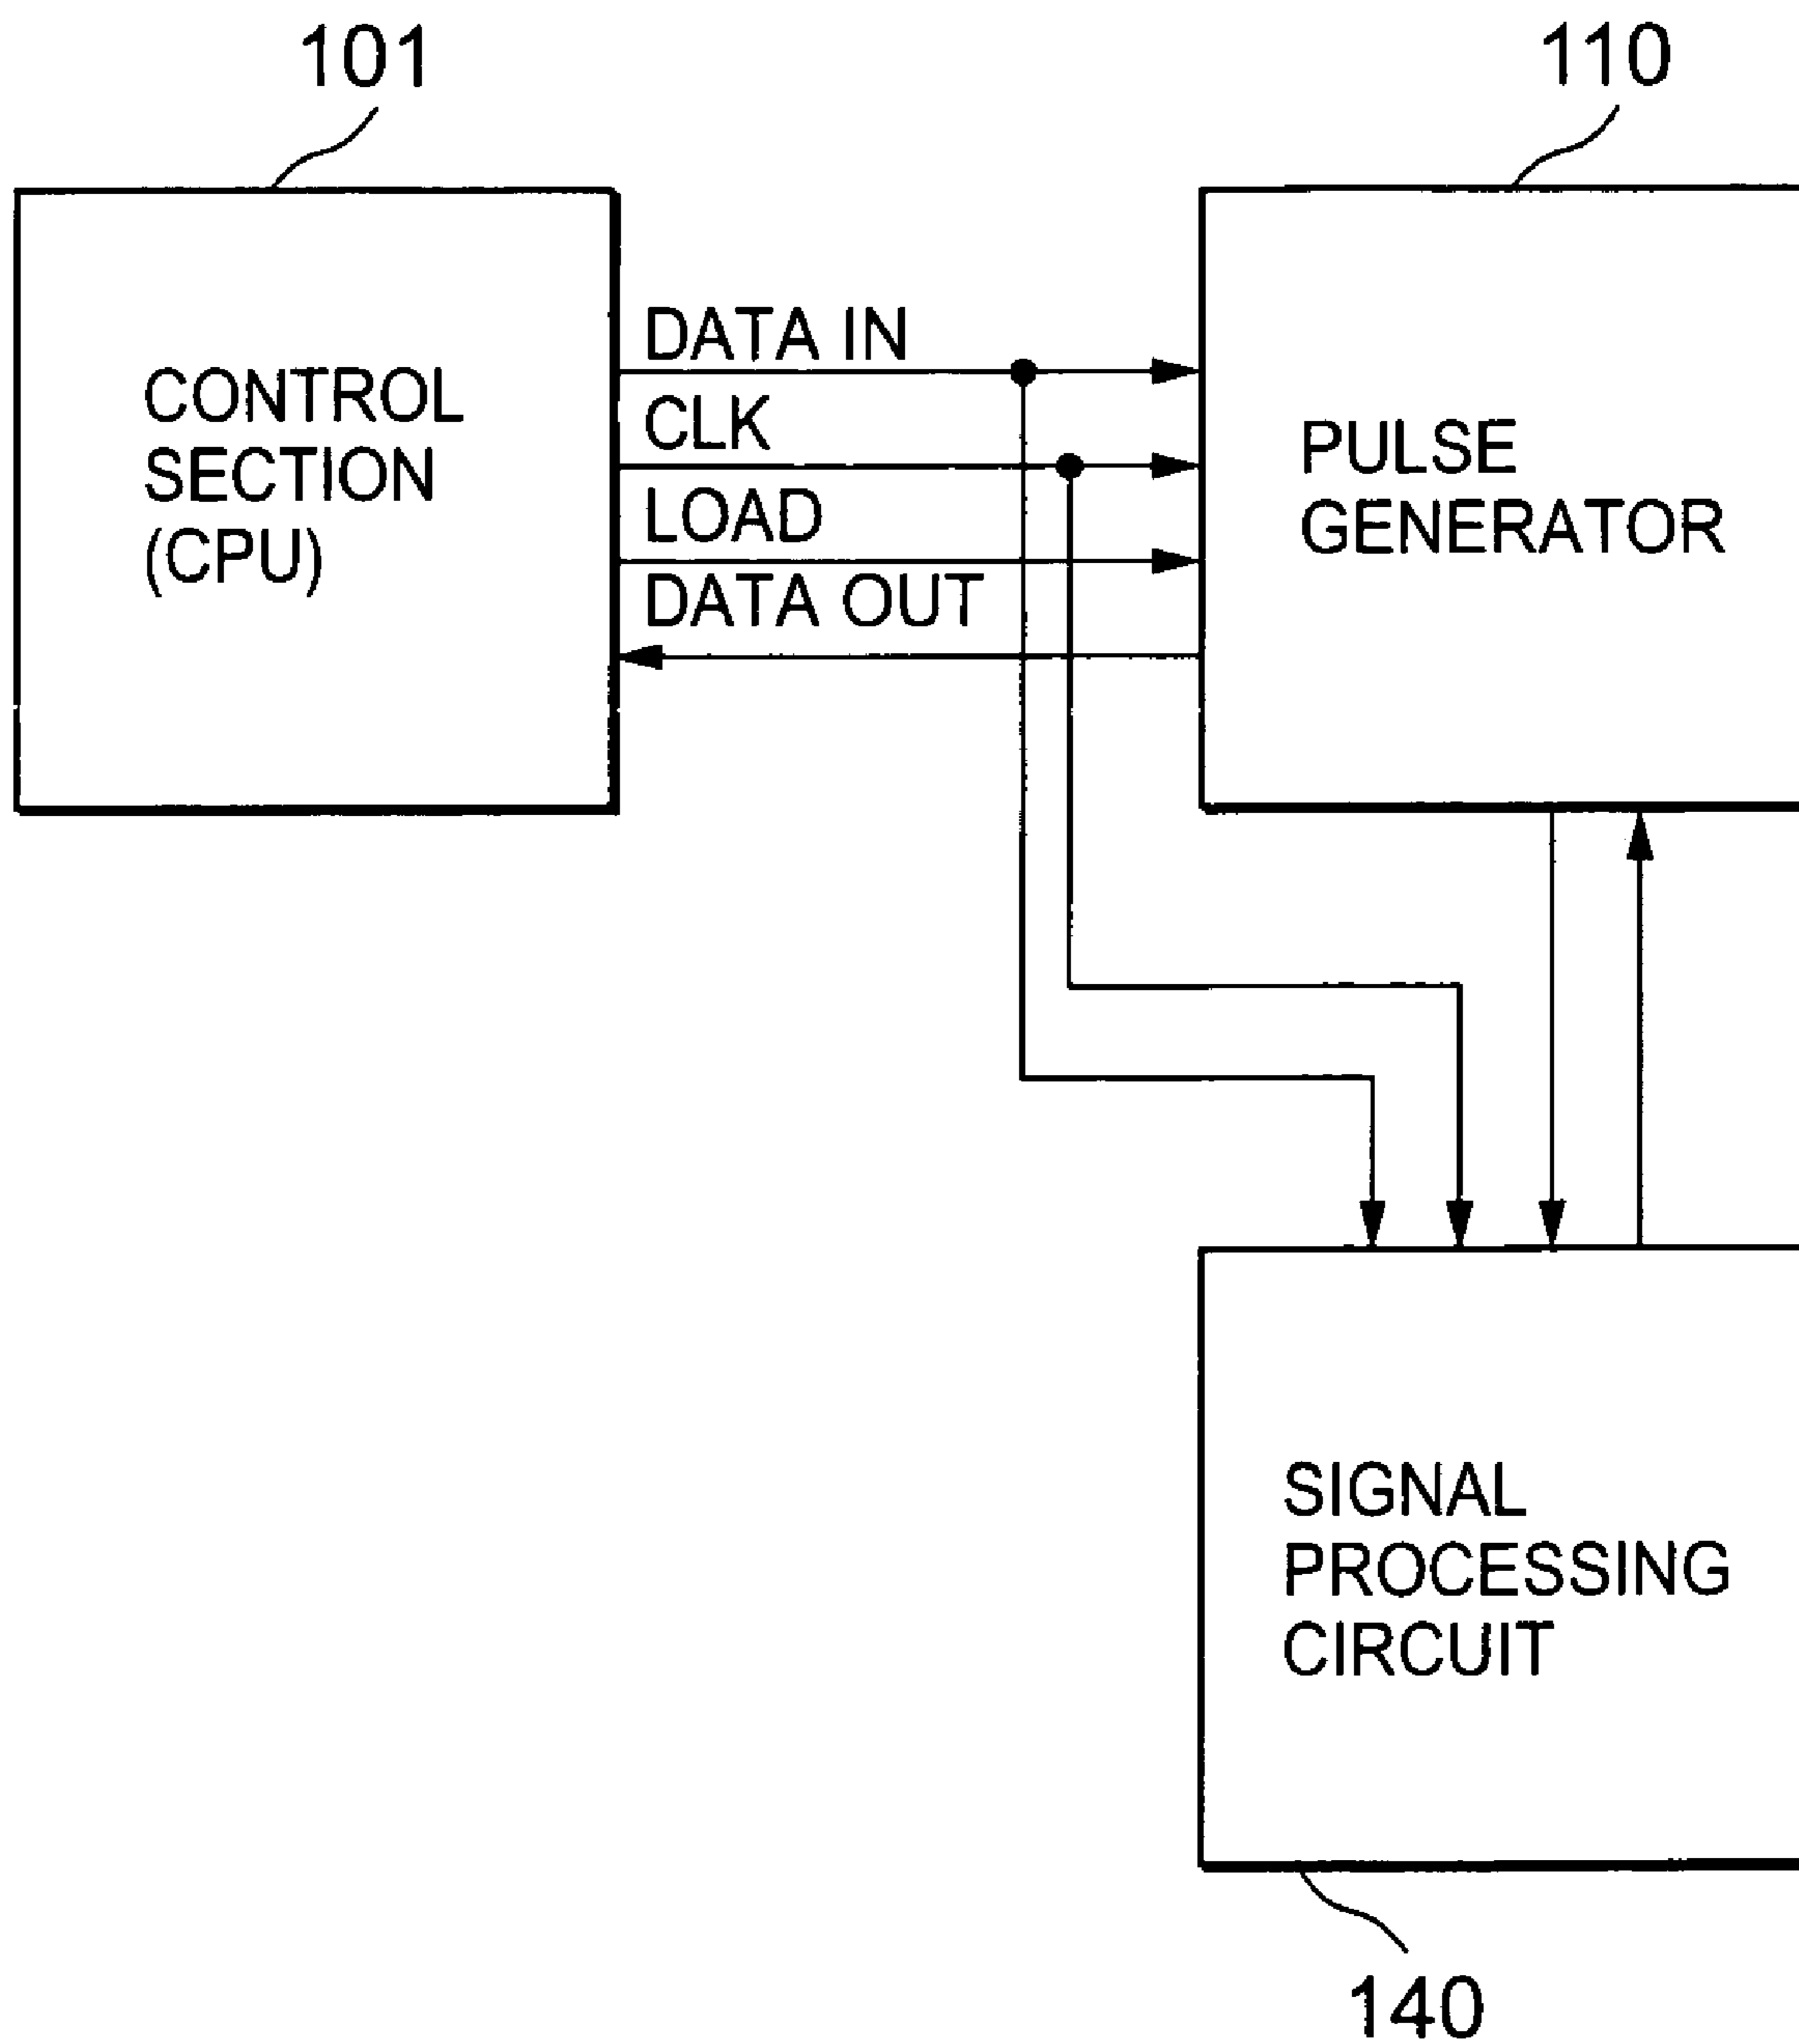 101
110
CONTROL
SECTION
(CPU)
DATA IN
CLK
LOAD
DATA OUT
PULSE
GENERATOR
SIGNAL
PROCESSING
CIRCUIT
140